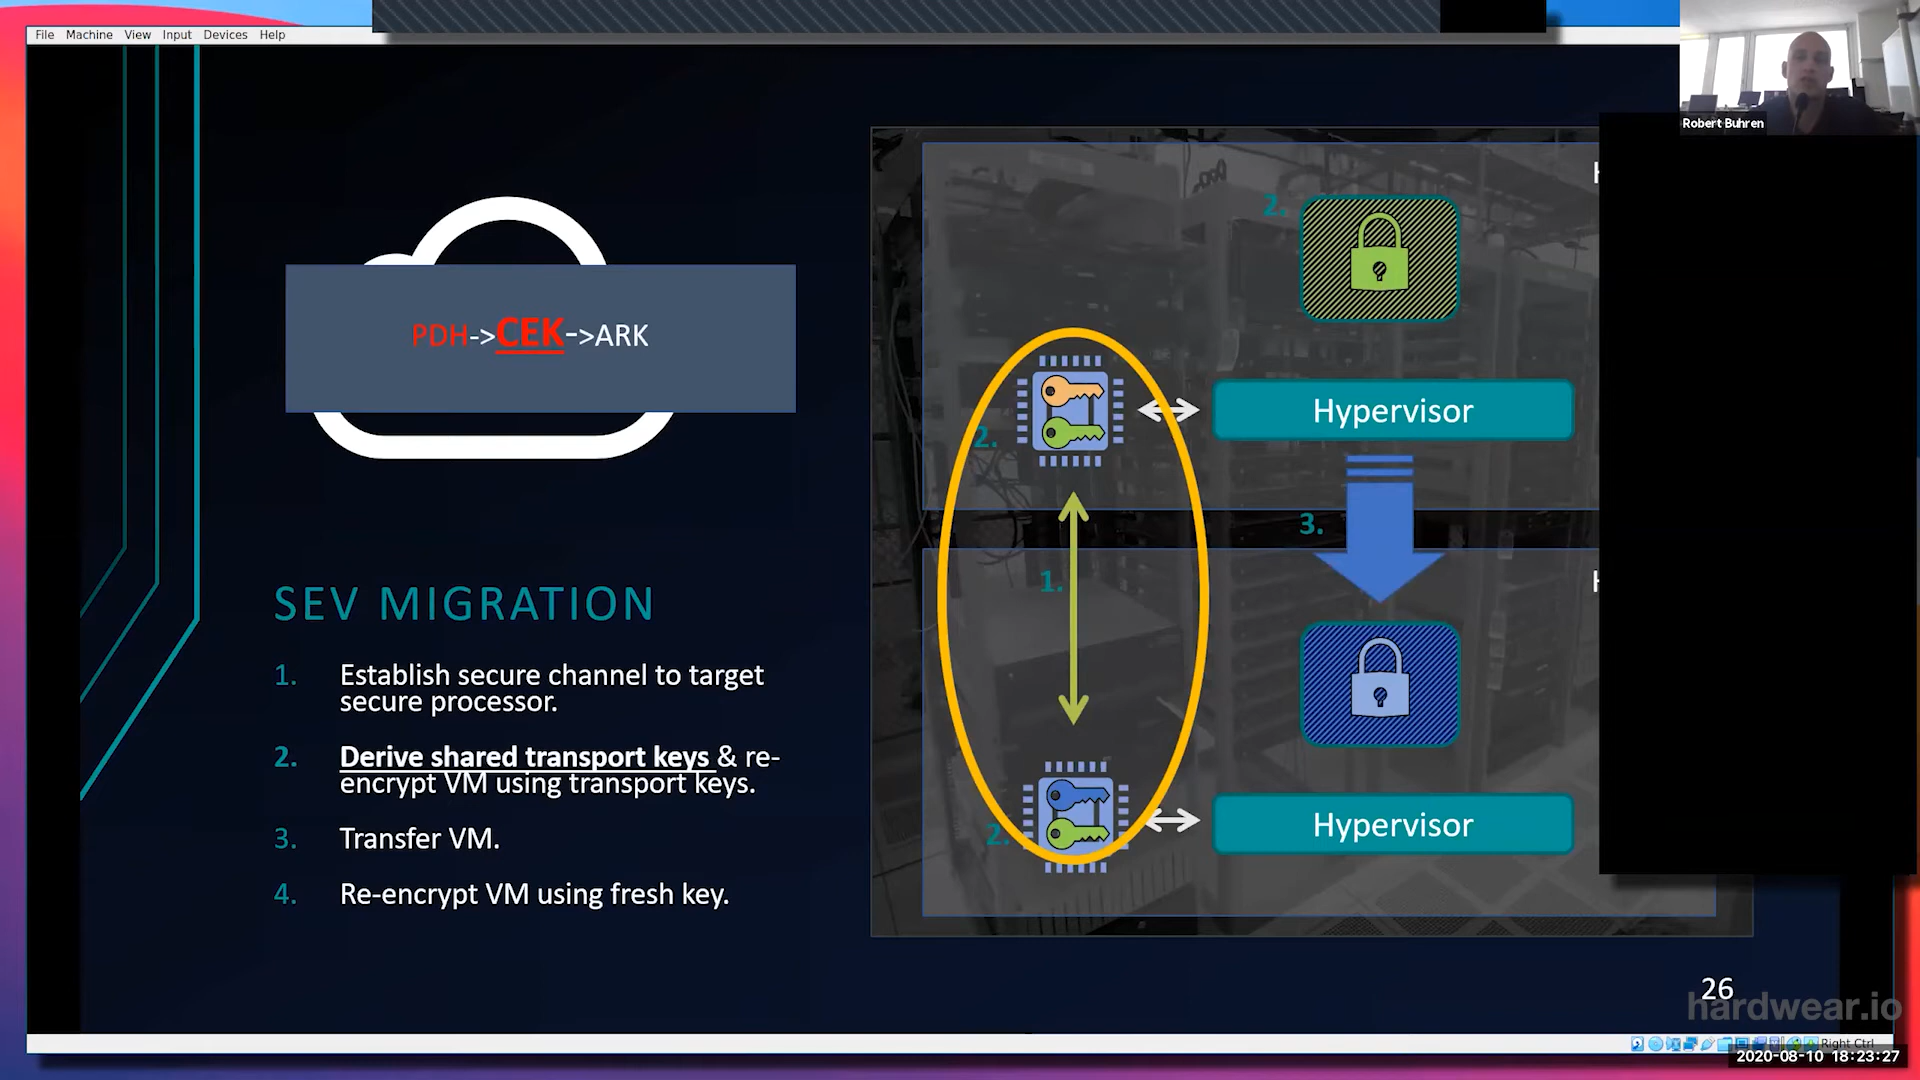 File Machine View Input Devices Help
Robert Buhren
PDH->CEK->ARK
SEV MIGRATION
1. Establish secure channel to target
secure processor.
2. Derive shared transport keys & re-
encrypt VM using transport keys.
3. Transfer VM.
4. Re-encrypt VM using fresh key.
2.
2.
Hypervisor
3.
1.
2.
Hypervisor
26
hardwear.io
Right Ctrl
2020-08-10 18:23:27